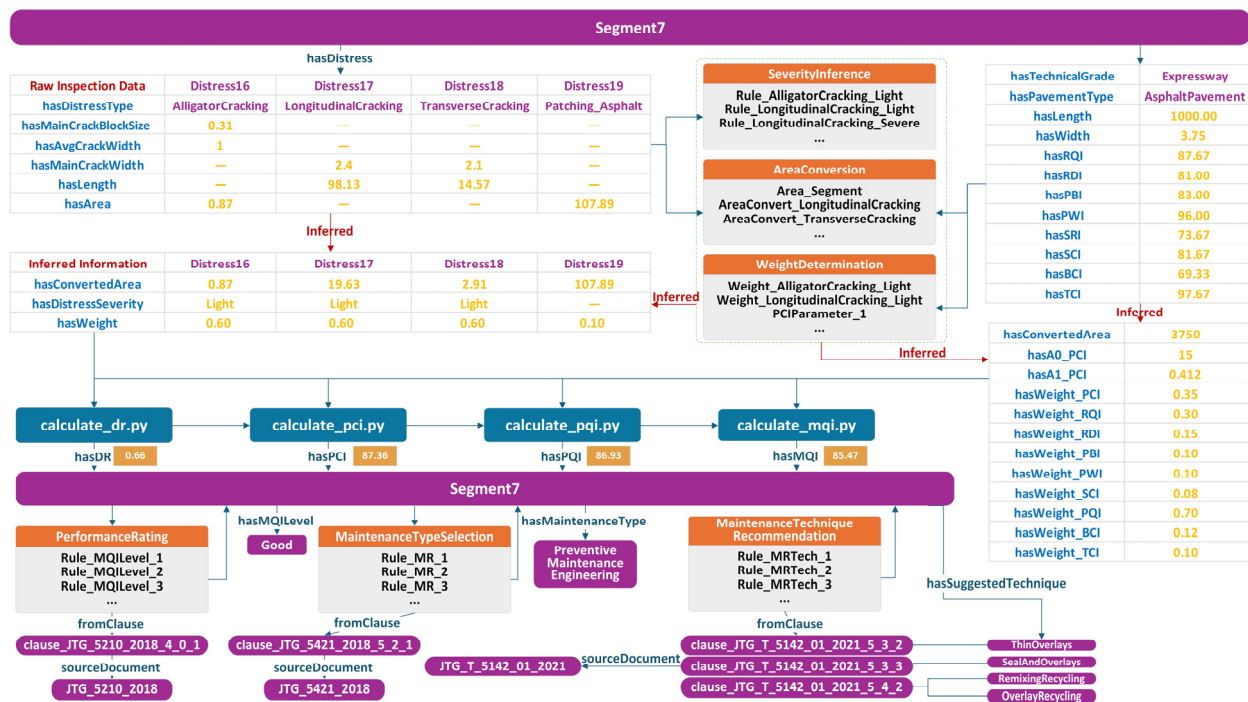 Segment7
hasDistress
Raw Inspection Data Distress16 Distress17 Distress18 Distress19
hasDistressType AlligatorCracking LongitudinalCracking TransverseCracking Patching_Asphalt
hasMainCrackBlockSize 0.31 — — —
hasAvgCrackWidth 1 — — —
hasMainCrackWidth — 2.4 2.1 —
hasLength — 98.13 14.57 —
hasArea 0.87 — — 107.89
Inferred
Inferred Information Distress16 Distress17 Distress18 Distress19
hasConvertedArea 0.87 19.63 2.91 107.89
hasDistressSeverity Light Light Light —
hasWeight 0.60 0.60 0.60 0.10
SeverityInference
Rule_AlligatorCracking_Light
Rule_LongitudinalCracking_Light
Rule_LongitudinalCracking_Severe
...
AreaConversion
Area_Segment
AreaConvert_LongitudinalCracking
AreaConvert_TransverseCracking
...
WeightDetermination
Weight_AlligatorCracking_Light
Weight_LongitudinalCracking_Light
PCIParameter_1
...
Inferred
Inferred
hasTechnicalGrade Expressway
hasPavementType AsphaltPavement
hasLength 1000.00
hasWidth 3.75
hasRQI 87.67
hasRDI 81.00
hasPBI 83.00
hasPWI 96.00
hasSRI 73.67
hasSCI 81.67
hasBCI 69.33
hasTCI 97.67
Inferred
hasConvertedArea 3750
hasA0_PCI 15
hasA1_PCI 0.412
hasWeight_PCI 0.35
hasWeight_RQI 0.30
hasWeight_RDI 0.15
hasWeight_PBI 0.10
hasWeight_PWI 0.10
hasWeight_SCI 0.08
hasWeight_PQI 0.70
hasWeight_BCI 0.12
hasWeight_TCI 0.10
calculate_dr.py calculate_pci.py calculate_pqi.py calculate_mqi.py
hasDR 0.66 hasPCI 87.36 hasPQI 86.93 hasMQI 85.47
Segment7
PerformanceRating
Rule_MQILevel_1
Rule_MQILevel_2
Rule_MQILevel_3
...
hasMQILevel
Good
MaintenanceTypeSelection
Rule_MR_1
Rule_MR_2
Rule_MR_3
...
hasMaintenanceType
Preventive
Maintenance
Engineering
MaintenanceTechnique
Recommendation
Rule_MRTech_1
Rule_MRTech_2
Rule_MRTech_3
...
hasSuggestedTechnique
fromClause fromClause fromClause
clause_JTG_5210_2018_4_0_1
sourceDocument
JTG_5210_2018
clause_JTG_5421_2018_5_2_1
sourceDocument
JTG_5421_2018
JTG_T_5142_01_2021
sourceDocument
clause_JTG_T_5142_01_2021_5_3_2
clause_JTG_T_5142_01_2021_5_3_3
clause_JTG_T_5142_01_2021_5_4_2
ThinOverlays
SealAndOverlays
RemixingRecycling
OverlayRecycling